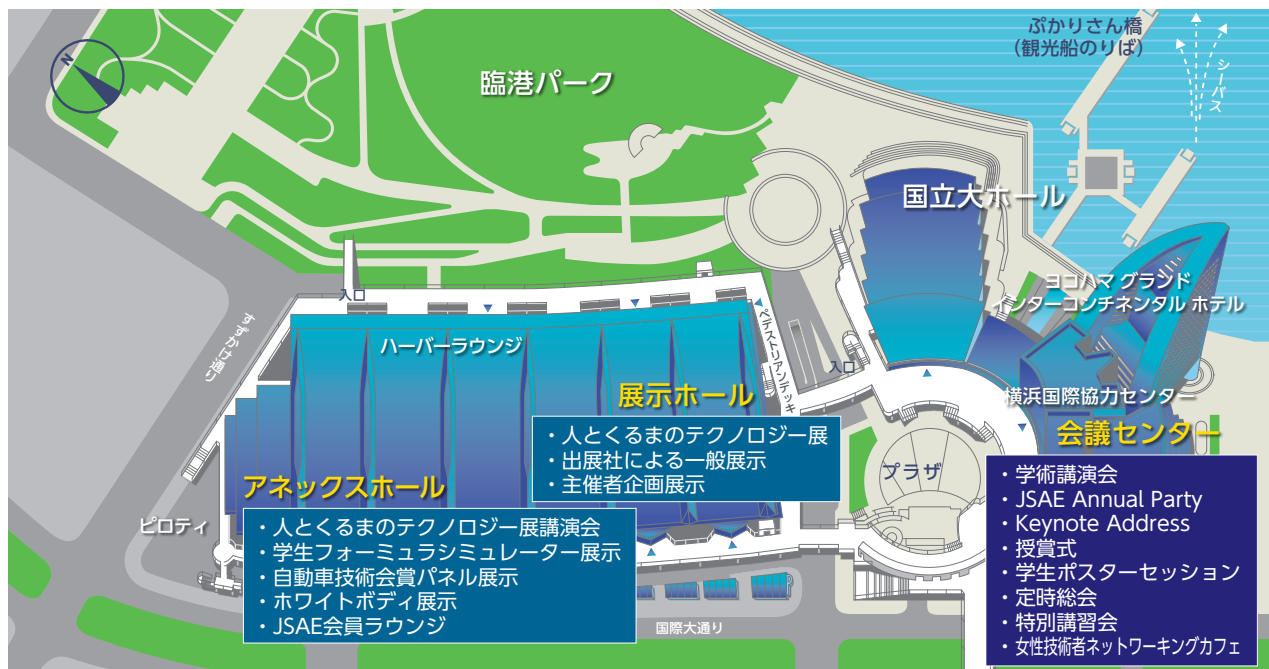 ぷかりさん橋
(観光船のりば)
シーバス
N
臨港パーク
国立大ホール
ヨコハマ グランド
インターコンチネンタル ホテル
入口
すずかけ通り
ハーバーラウンジ
ペデストリアンデッキ
入口
横浜国際協力センター
展示ホール
・人とくるまのテクノロジー展
・出展社による一般展示
・主催者企画展示
会議センター
・学術講演会
・JSAE Annual Party
・Keynote Address
・授賞式
・学生ポスターセッション
・定時総会
・特別講習会
・女性技術者ネットワーキングカフェ
プラザ
アネックスホール
・人とくるまのテクノロジー展講演会
・学生フォーミュラシミュレーター展示
・自動車技術会賞パネル展示
・ホワイトボディ展示
・JSAE会員ラウンジ
ピロティ
国際大通り